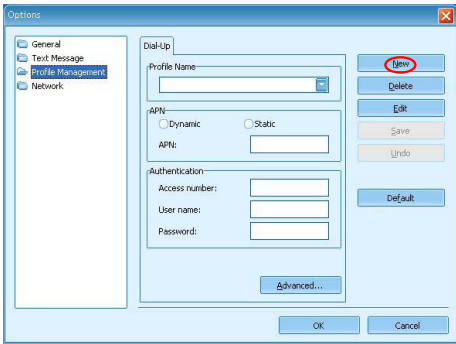 Options
General
Text Message
Profile Management
Network
Dial-Up
Profile Name
APN
Dynamic
Static
APN:
Authentication
Access number:
User name:
Password:
Advanced...
New
Delete
Edit
Save
Undo
Default
OK
Cancel